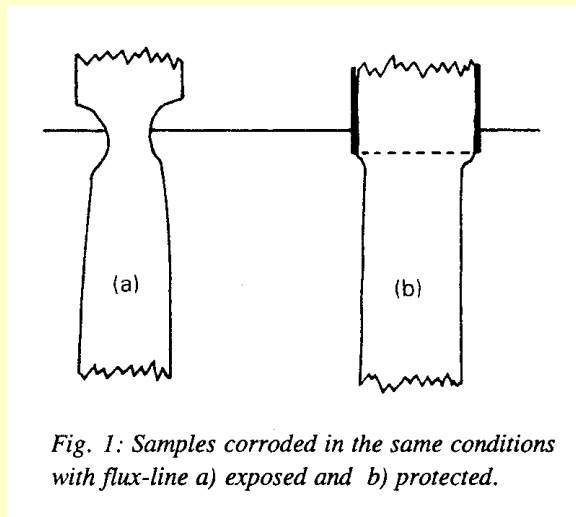 (a) (b)
Fig. 1: Samples corroded in the same conditions
with flux-line a) exposed and b) protected.